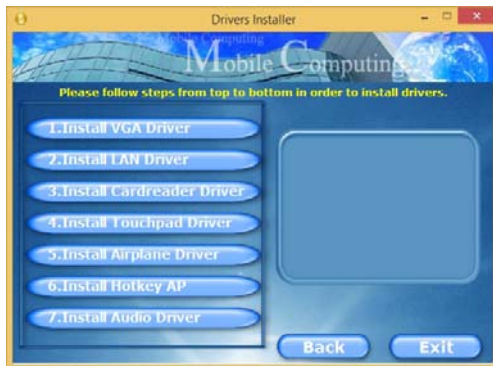 Drivers Installer
Mobile Computing
Mobile Computing
Please follow steps from top to bottom in order to install drivers.
1.Install VGA Driver
2.Install LAN Driver
3.Install Cardreader Driver
4.Install Touchpad Driver
5.Install Airplane Driver
6.Install Hotkey AP
7.Install Audio Driver
Back
Exit